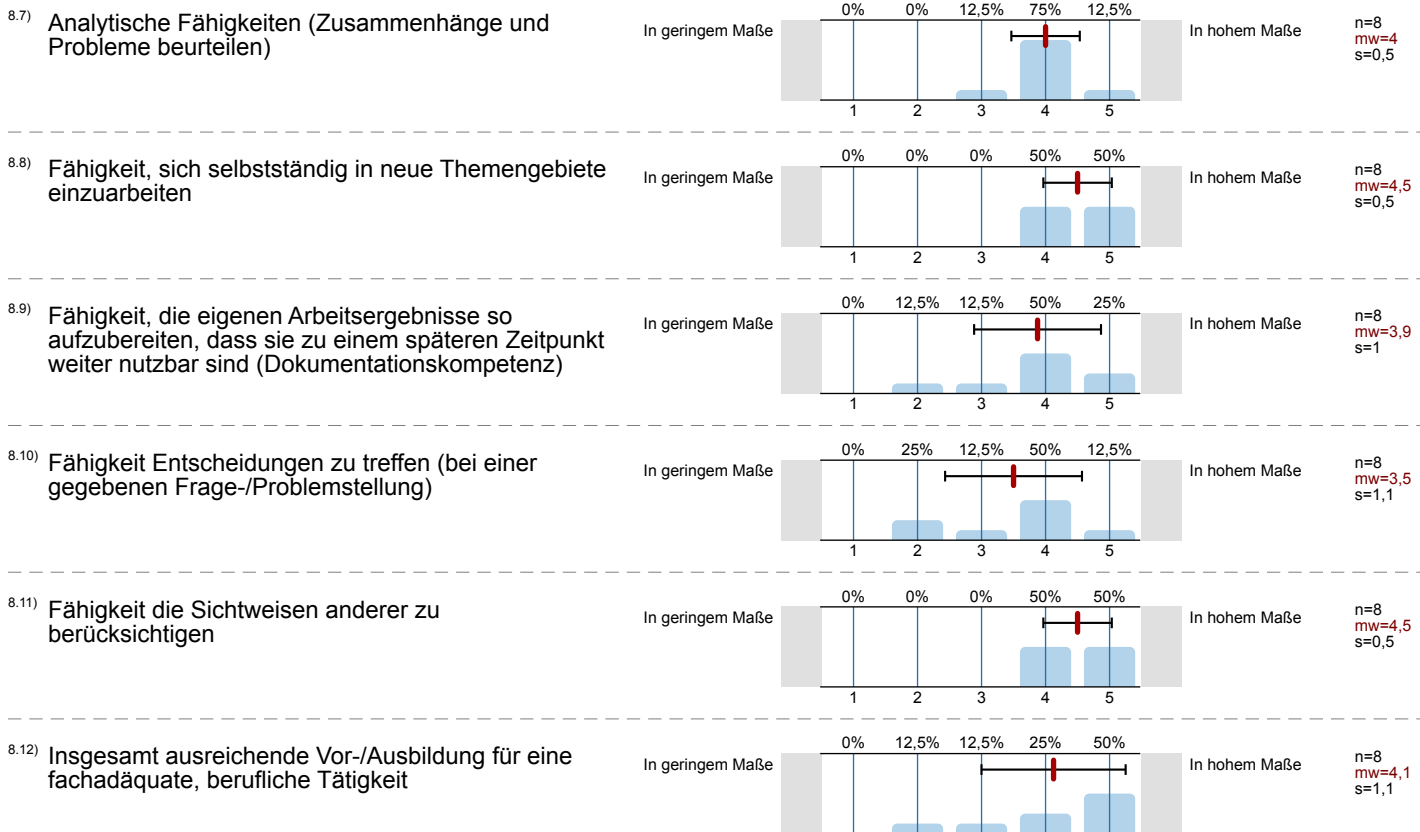 8.7) Analytische Fähigkeiten (Zusammenhänge und
Probleme beurteilen)
In geringem Maße
0% 0% 12,5% 75% 12,5%
1 2 3 4 5
In hohem Maße
n=8
mw=4
s=0,5
8.8) Fähigkeit, sich selbstständig in neue Themengebiete
einzuarbeiten
In geringem Maße
0% 0% 0% 50% 50%
1 2 3 4 5
In hohem Maße
n=8
mw=4,5
s=0,5
8.9) Fähigkeit, die eigenen Arbeitsergebnisse so
aufzubereiten, dass sie zu einem späteren Zeitpunkt
weiter nutzbar sind (Dokumentationskompetenz)
In geringem Maße
0% 12,5% 12,5% 50% 25%
1 2 3 4 5
In hohem Maße
n=8
mw=3,9
s=1
8.10) Fähigkeit Entscheidungen zu treffen (bei einer
gegebenen Frage-/Problemstellung)
In geringem Maße
0% 25% 12,5% 50% 12,5%
1 2 3 4 5
In hohem Maße
n=8
mw=3,5
s=1,1
8.11) Fähigkeit die Sichtweisen anderer zu
berücksichtigen
In geringem Maße
0% 0% 0% 50% 50%
1 2 3 4 5
In hohem Maße
n=8
mw=4,5
s=0,5
8.12) Insgesamt ausreichende Vor-/Ausbildung für eine
fachadäquate, berufliche Tätigkeit
In geringem Maße
0% 12,5% 12,5% 25% 50%
In hohem Maße
n=8
mw=4,1
s=1,1